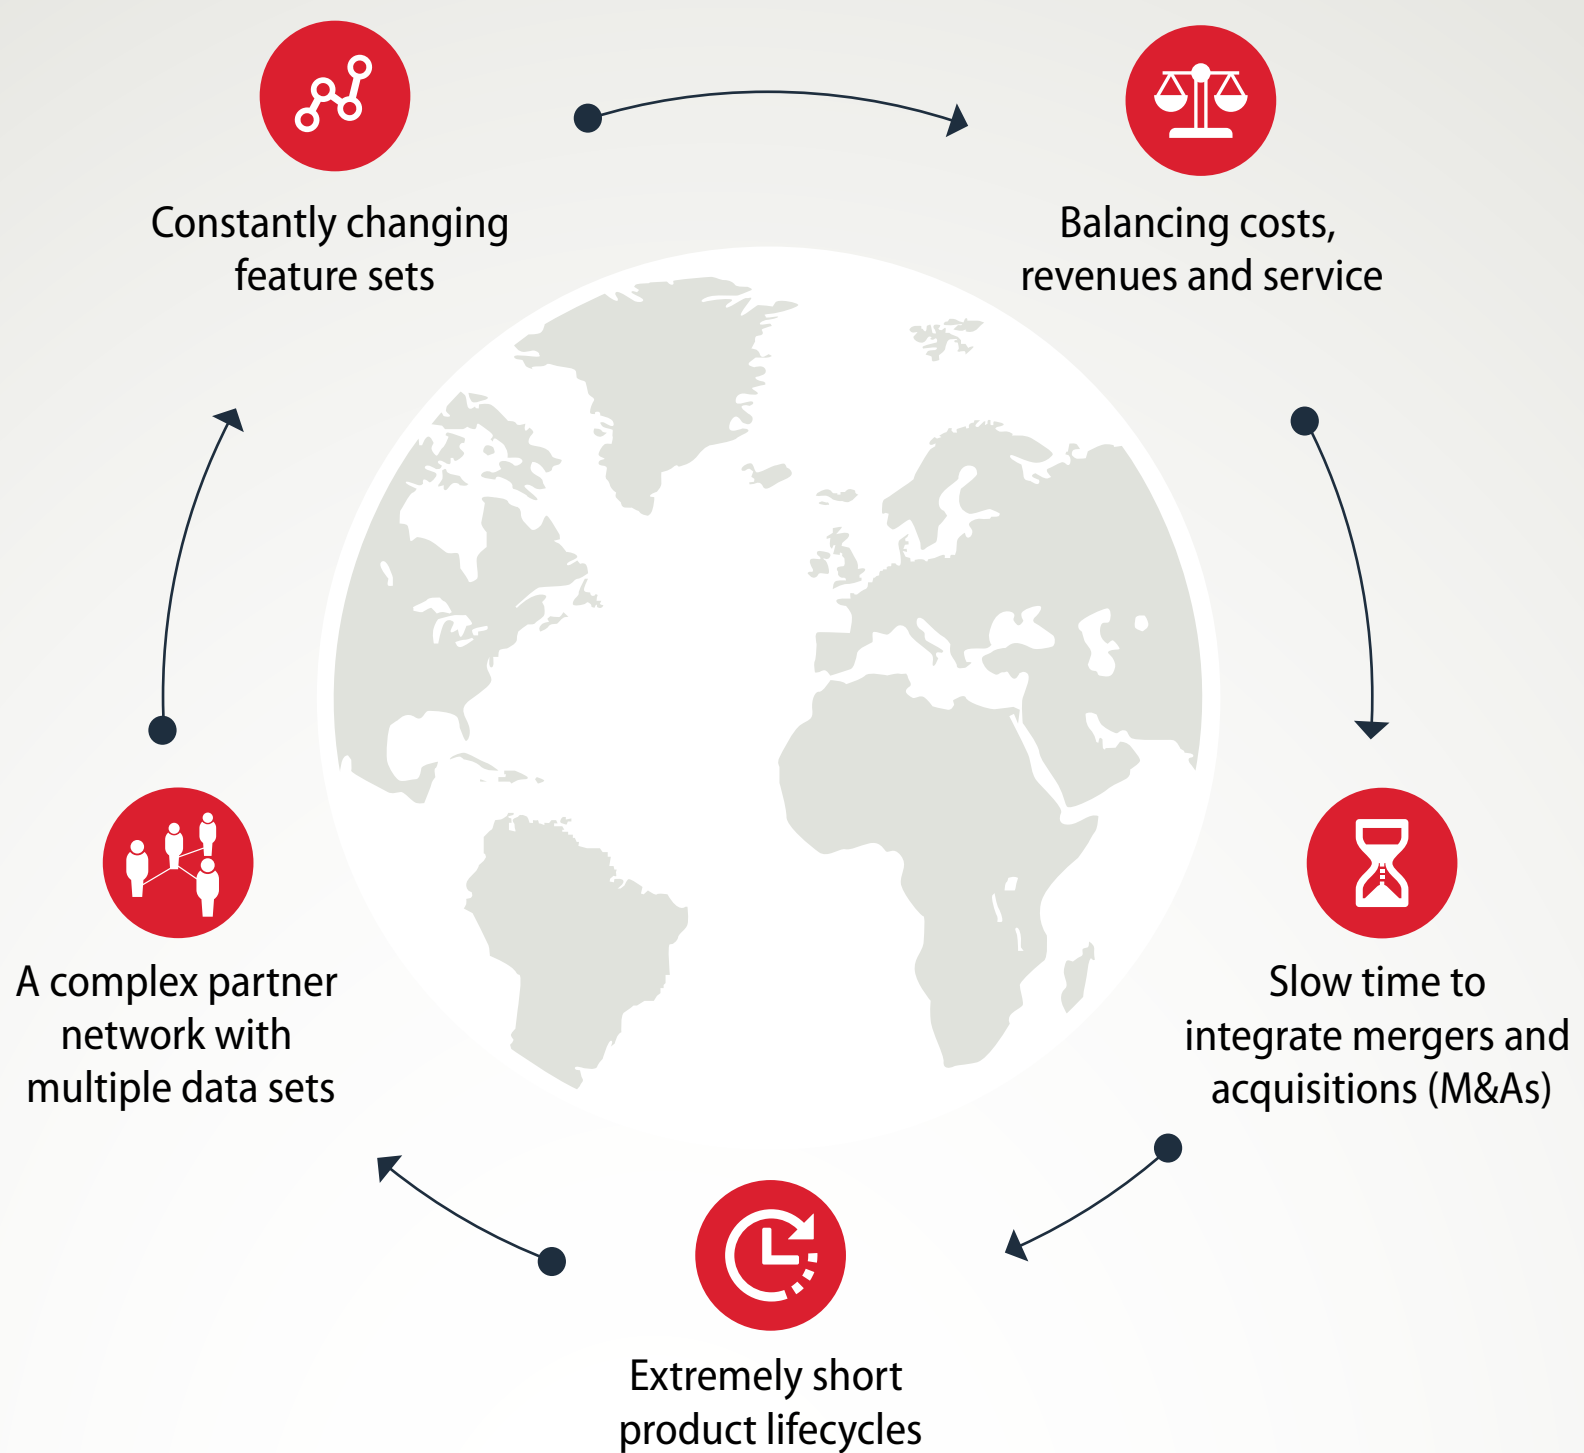 Constantly changing
feature sets
Balancing costs,
revenues and service
A complex partner
network with
multiple data sets
Slow time to
integrate mergers and
acquisitions (M&As)
Extremely short
product lifecycles